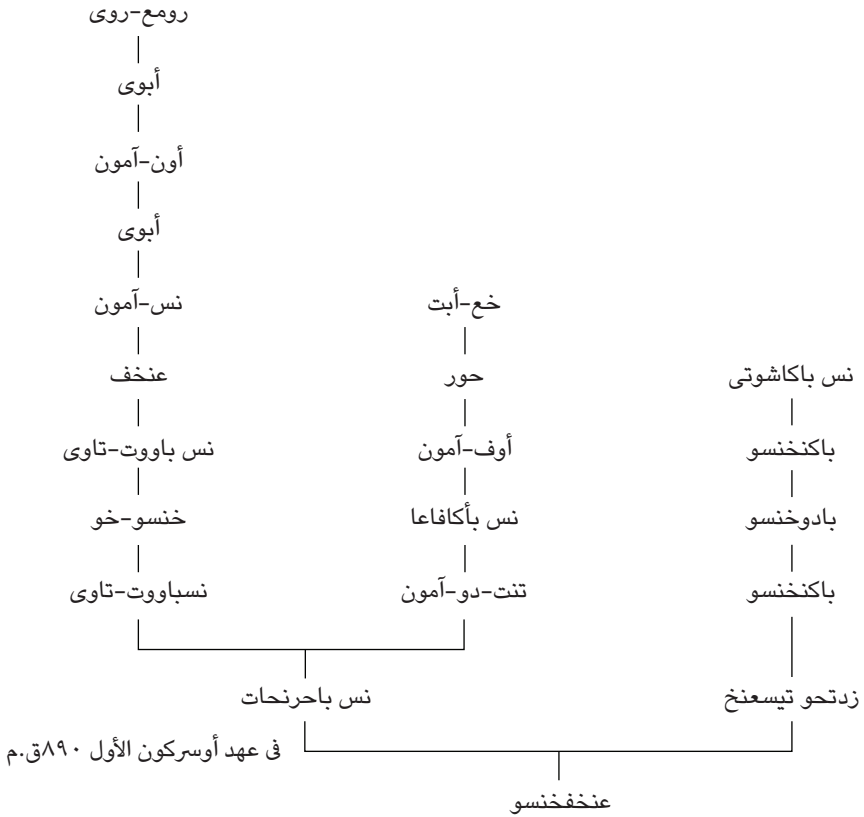 رومع-روى
أبوى
أون-آمون
أبوى
خع-أبت
نس-آمون
نس باكاشوتى
حور
عنخف
باكنخنسو
أوف-آمون
نس باووت-تاوى
بادوخنسو
نس بأكافاعا
خنسو-خو
باكنخنسو
تنت-دو-آمون
نسباووت-تاوى
زدتحو تيسعنخ
نس باحرنحات
فى عهد أوسركون الأول ٨٩٠ق.م
عنخفخنسو